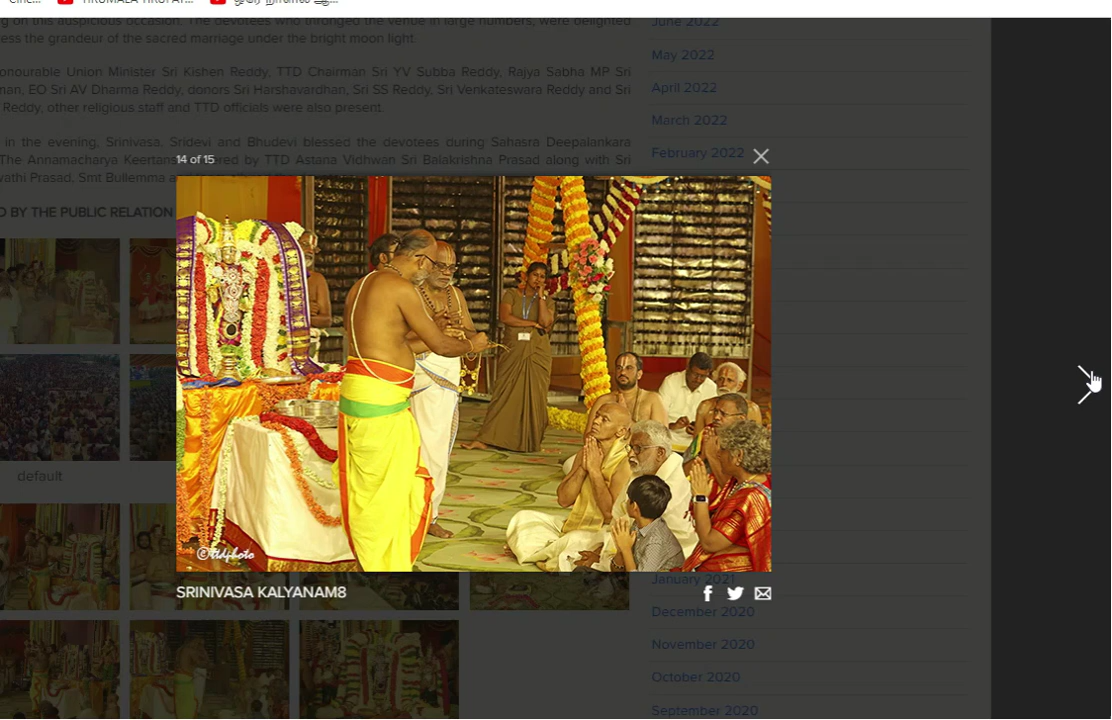 Cine...
TIRUMALA TIRUPAT...
g on this auspicious occasion. The devotees who thronged the venue in large numbers, were delighted
ess the grandeur of the sacred marriage under the bright moon light.
onourable Union Minister Sri Kishen Reddy, TTD Chairman Sri YV Subba Reddy, Rajya Sabha MP Sri
man, EO Sri AV Dharma Reddy, donors Sri Harshavardhan, Sri SS Reddy, Sri Venkateswara Reddy and Sri
Reddy, other religious staff and TTD officials were also present.
in the evening, Srinivasa, Sridevi and Bhudevi blessed the devotees during Sahasra Deepalankara
The Annamacharya Keertans ered by TTD Astana Vidhwan Sri Balakrishna Prasad along with Sri
vathi Prasad. Smt Bullemma a
D BY THE PUBLIC RELATION
June 2022
May 2022
April 2022
March 2022
February 2022
14 of 15
default
©ttdphoto
SRINIVASA KALYANAM8
January 2021
December 2020
November 2020
October 2020
September 2020